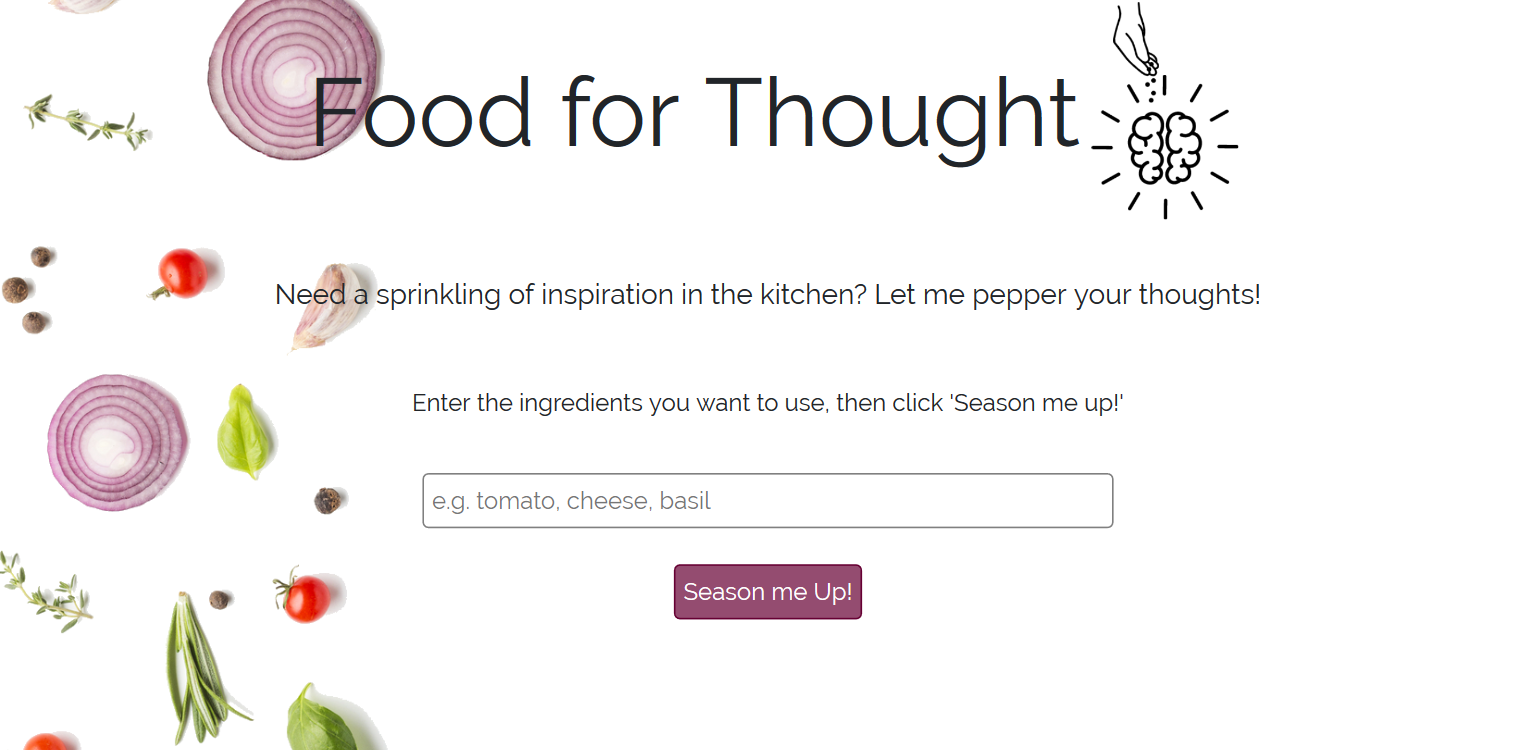 Food for Thought
Need a sprinkling of inspiration in the kitchen? Let me pepper your thoughts!
Enter the ingredients you want to use, then click 'Season me up!'
e.g. tomato, cheese, basil
Season me Up!